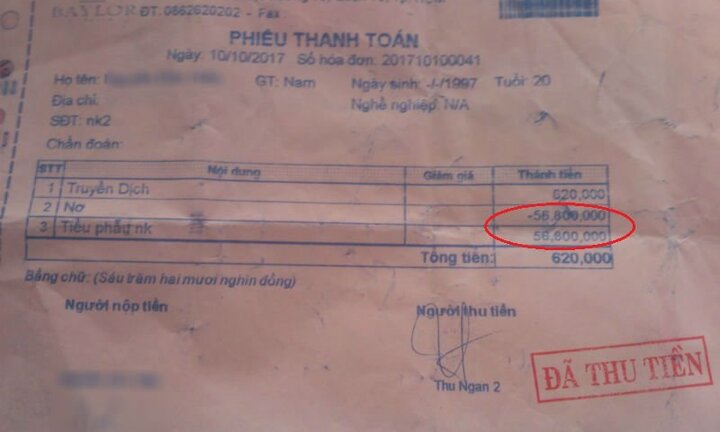 BAYLOR ĐT. 0862620202 - Fax:
PHIẾU THANH TOÁN
Ngày: 10/10/2017 Số hóa đơn: 201710100041
Họ tên: GT: Nam Ngày sinh: -/-/1997 Tuổi: 20
Địa chỉ: Nghề nghiệp: N/A
SĐT: nk2
Chẩn đoán:
STT Nội dung Giảm giá Thành tiền
1 Truyền Dịch 620,000
2 Nợ -56,800,000
3 Tiểu phẫu nk 56,800,000
Tổng tiền: 620,000
Bằng chữ: (Sáu trăm hai mươi nghìn đồng)
Người nộp tiền Người thu tiền
Thu Ngan 2
ĐÃ THU TIỀN